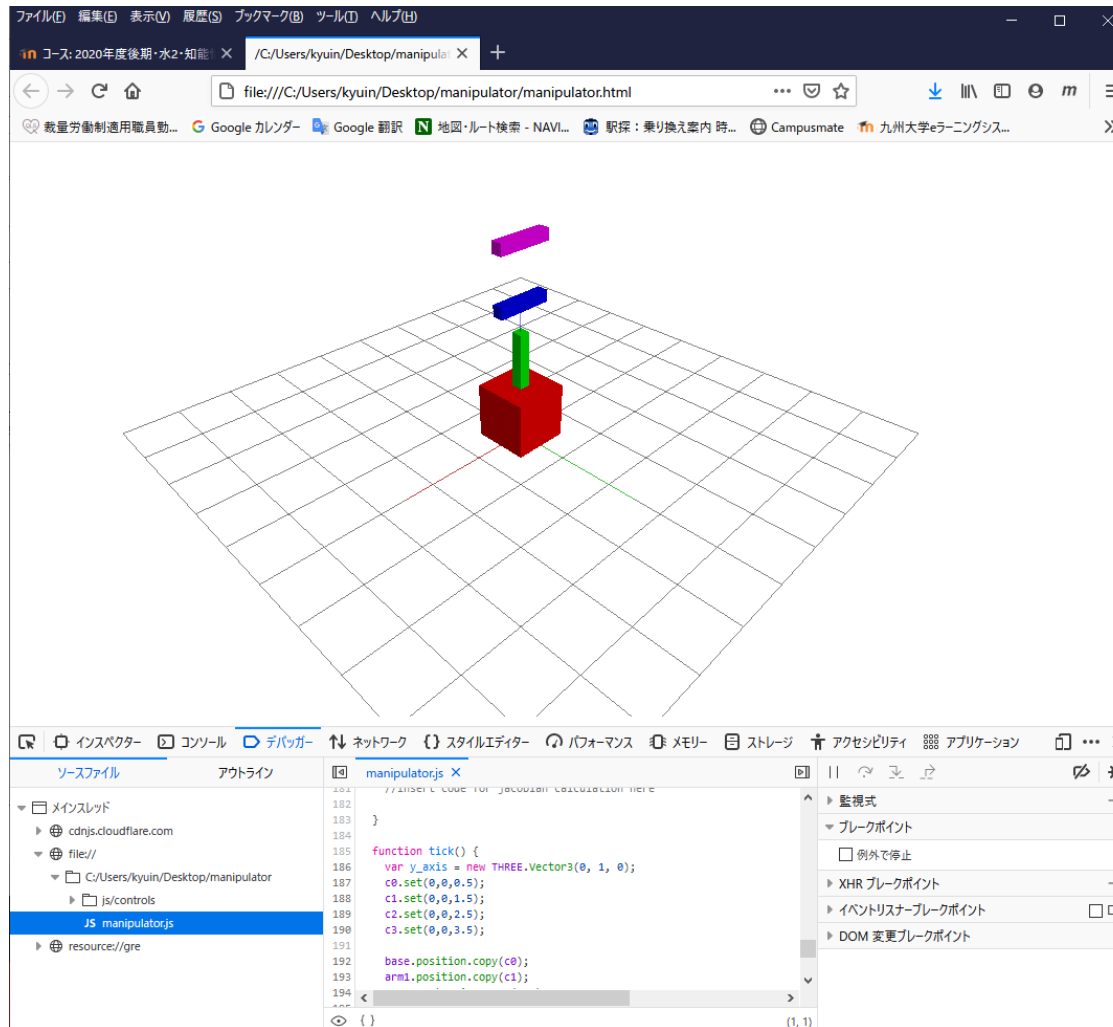 ファイル(F) 編集(E) 表示(V) 履歴(S) ブックマーク(B) ツール(T) ヘルプ(H)
コース: 2020年度後期・水2・知能
/C:/Users/kyuin/Desktop/manipulat
file:///C:/Users/kyuin/Desktop/manipulator/manipulator.html
裁量労働制適用職員勤... Google カレンダー Google 翻訳 地図・ルート検索 - NAVI... 駅探：乗り換え案内 時... Campusmate 九州大学eラーニングシス...
インスペクター コンソール デバッガー ネットワーク {} スタイルエディター パフォーマンス メモリー ストレージ アクセシビリティ アプリケーション
ソースファイル アウトライン
メインスレッド
cdnjs.cloudflare.com
file://
C:/Users/kyuin/Desktop/manipulator
js/controls
JS manipulator.js
resource://gre
manipulator.js
181 //insert code for jacobian calculation here
182
183 }
184
185 function tick() {
186 var y_axis = new THREE.Vector3(0, 1, 0);
187 c0.set(0,0,0.5);
188 c1.set(0,0,1.5);
189 c2.set(0,0,2.5);
190 c3.set(0,0,3.5);
191
192 base.position.copy(c0);
193 arm1.position.copy(c1);
194
{ }
(1, 1)
監視式
ブレークポイント
例外で停止
XHR ブレークポイント
イベントリスナーブレークポイント
DOM 変更ブレークポイント